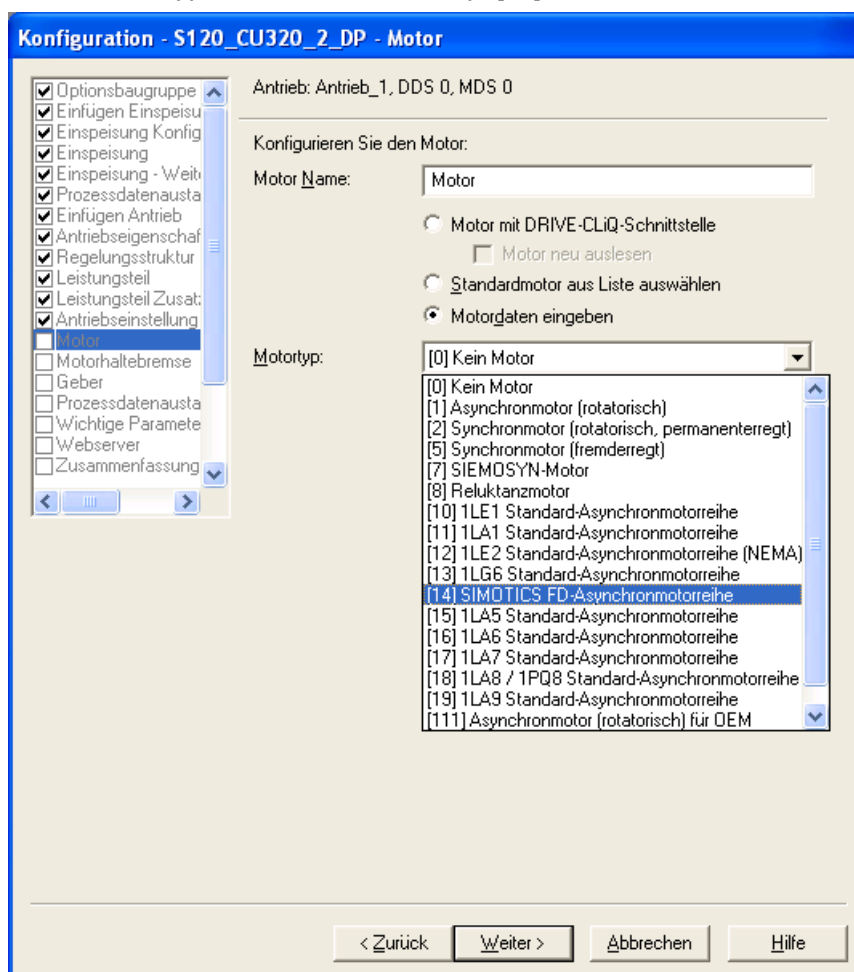 Konfiguration - S120_CU320_2_DP - Motor
Optionsbaugruppe
Einfügen Einspeisu
Einspeisung Konfig
Einspeisung
Einspeisung - Weit
Prozessdatenausta
Einfügen Antrieb
Antriebseigenschaf
Regelungsstruktur
Leistungsteil
Leistungsteil Zusat
Antriebseinstellung
Motor
Motorhaltebremse
Geber
Prozessdatenausta
Wichtige Paramete
Webserver
Zusammenfassung
Antrieb: Antrieb_1, DDS 0, MDS 0
Konfigurieren Sie den Motor:
Motor Name: Motor
Motor mit DRIVE-CLiQ-Schnittstelle
Motor neu auslesen
Standardmotor aus Liste auswählen
Motordaten eingeben
Motortyp: [0] Kein Motor
[0] Kein Motor
[1] Asynchronmotor (rotatorisch)
[2] Synchronmotor (rotatorisch, permanenterregt)
[5] Synchronmotor (fremderregt)
[7] SIEMOSYN-Motor
[8] Reluktanzmotor
[10] 1LE1 Standard-Asynchronmotorreihe
[11] 1LA1 Standard-Asynchronmotorreihe
[12] 1LE2 Standard-Asynchronmotorreihe (NEMA)
[13] 1LG6 Standard-Asynchronmotorreihe
[14] SIMOTICS FD-Asynchronmotorreihe
[15] 1LA5 Standard-Asynchronmotorreihe
[16] 1LA6 Standard-Asynchronmotorreihe
[17] 1LA7 Standard-Asynchronmotorreihe
[18] 1LA8 / 1PQ8 Standard-Asynchronmotorreihe
[19] 1LA9 Standard-Asynchronmotorreihe
[111] Asynchronmotor (rotatorisch) für OEM
< Zurück
Weiter >
Abbrechen
Hilfe